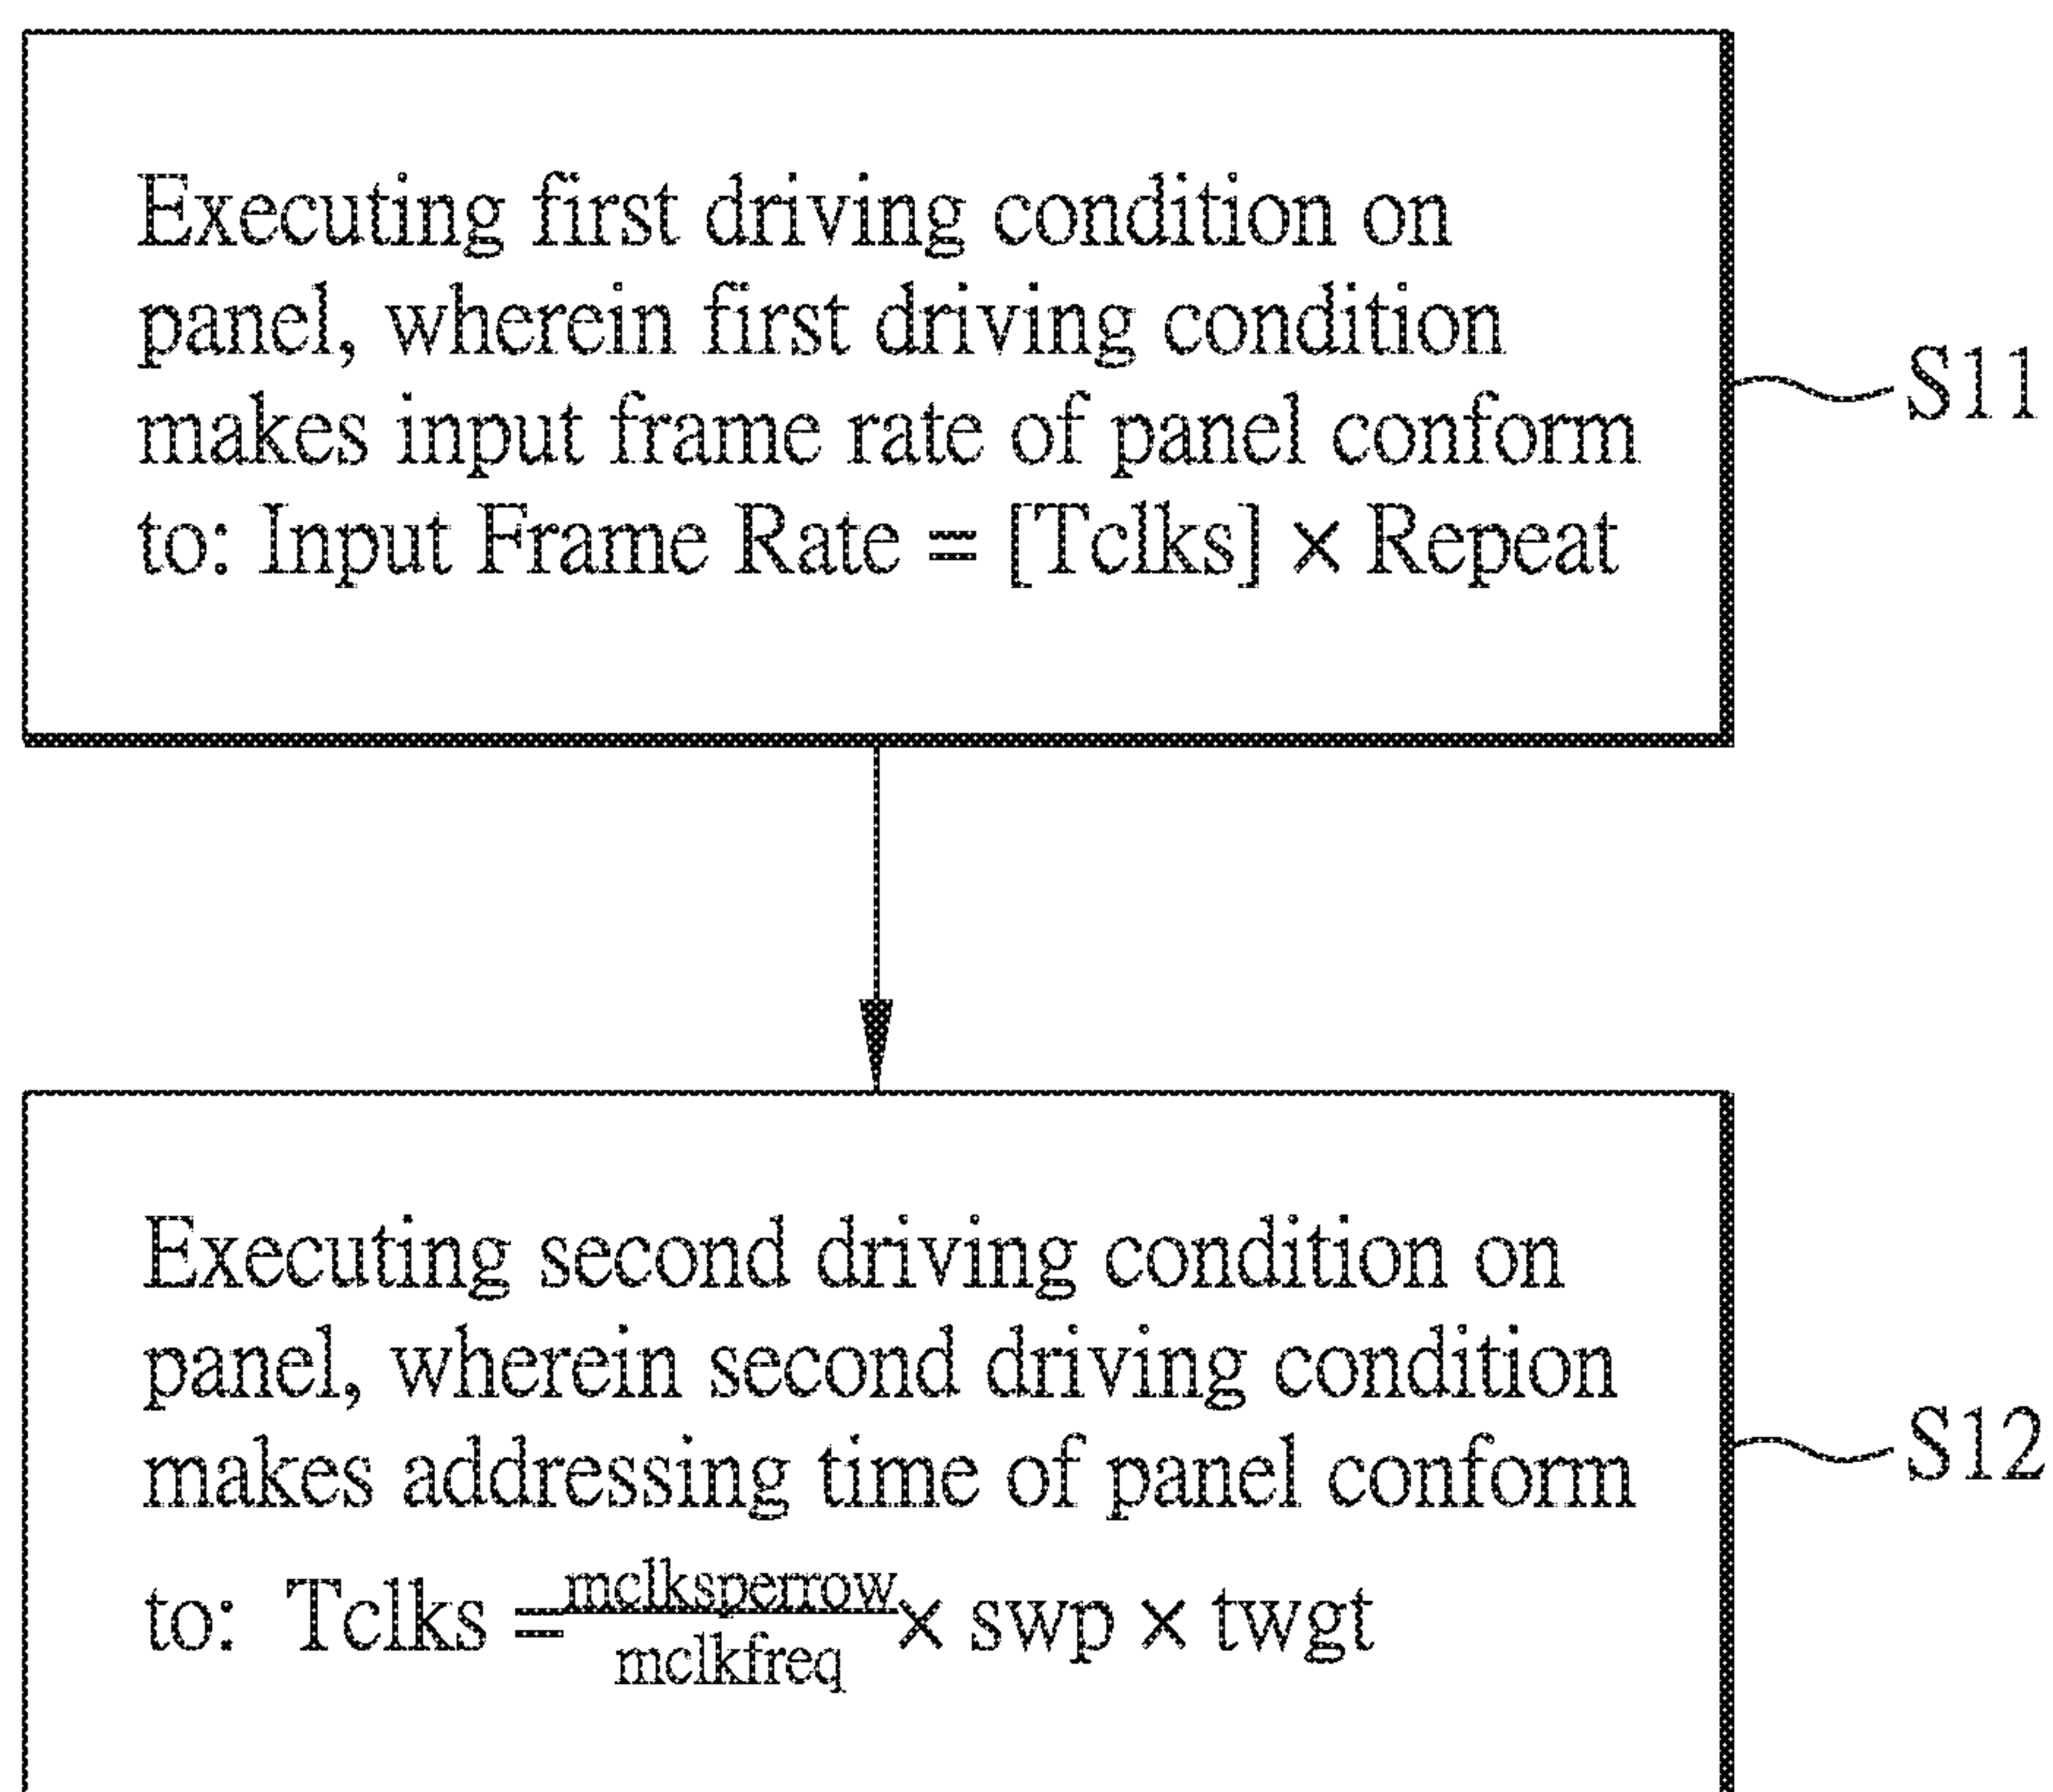 Executing first driving condition on
panel, wherein first driving condition
makes input frame rate of panel conform
to: Input Frame Rate = [Tclks] × Repeat
S11
Executing second driving condition on
panel, wherein second driving condition
makes addressing time of panel conform
to: Tclks = mclksperrow/mclkfreq × swp × twgt
S12